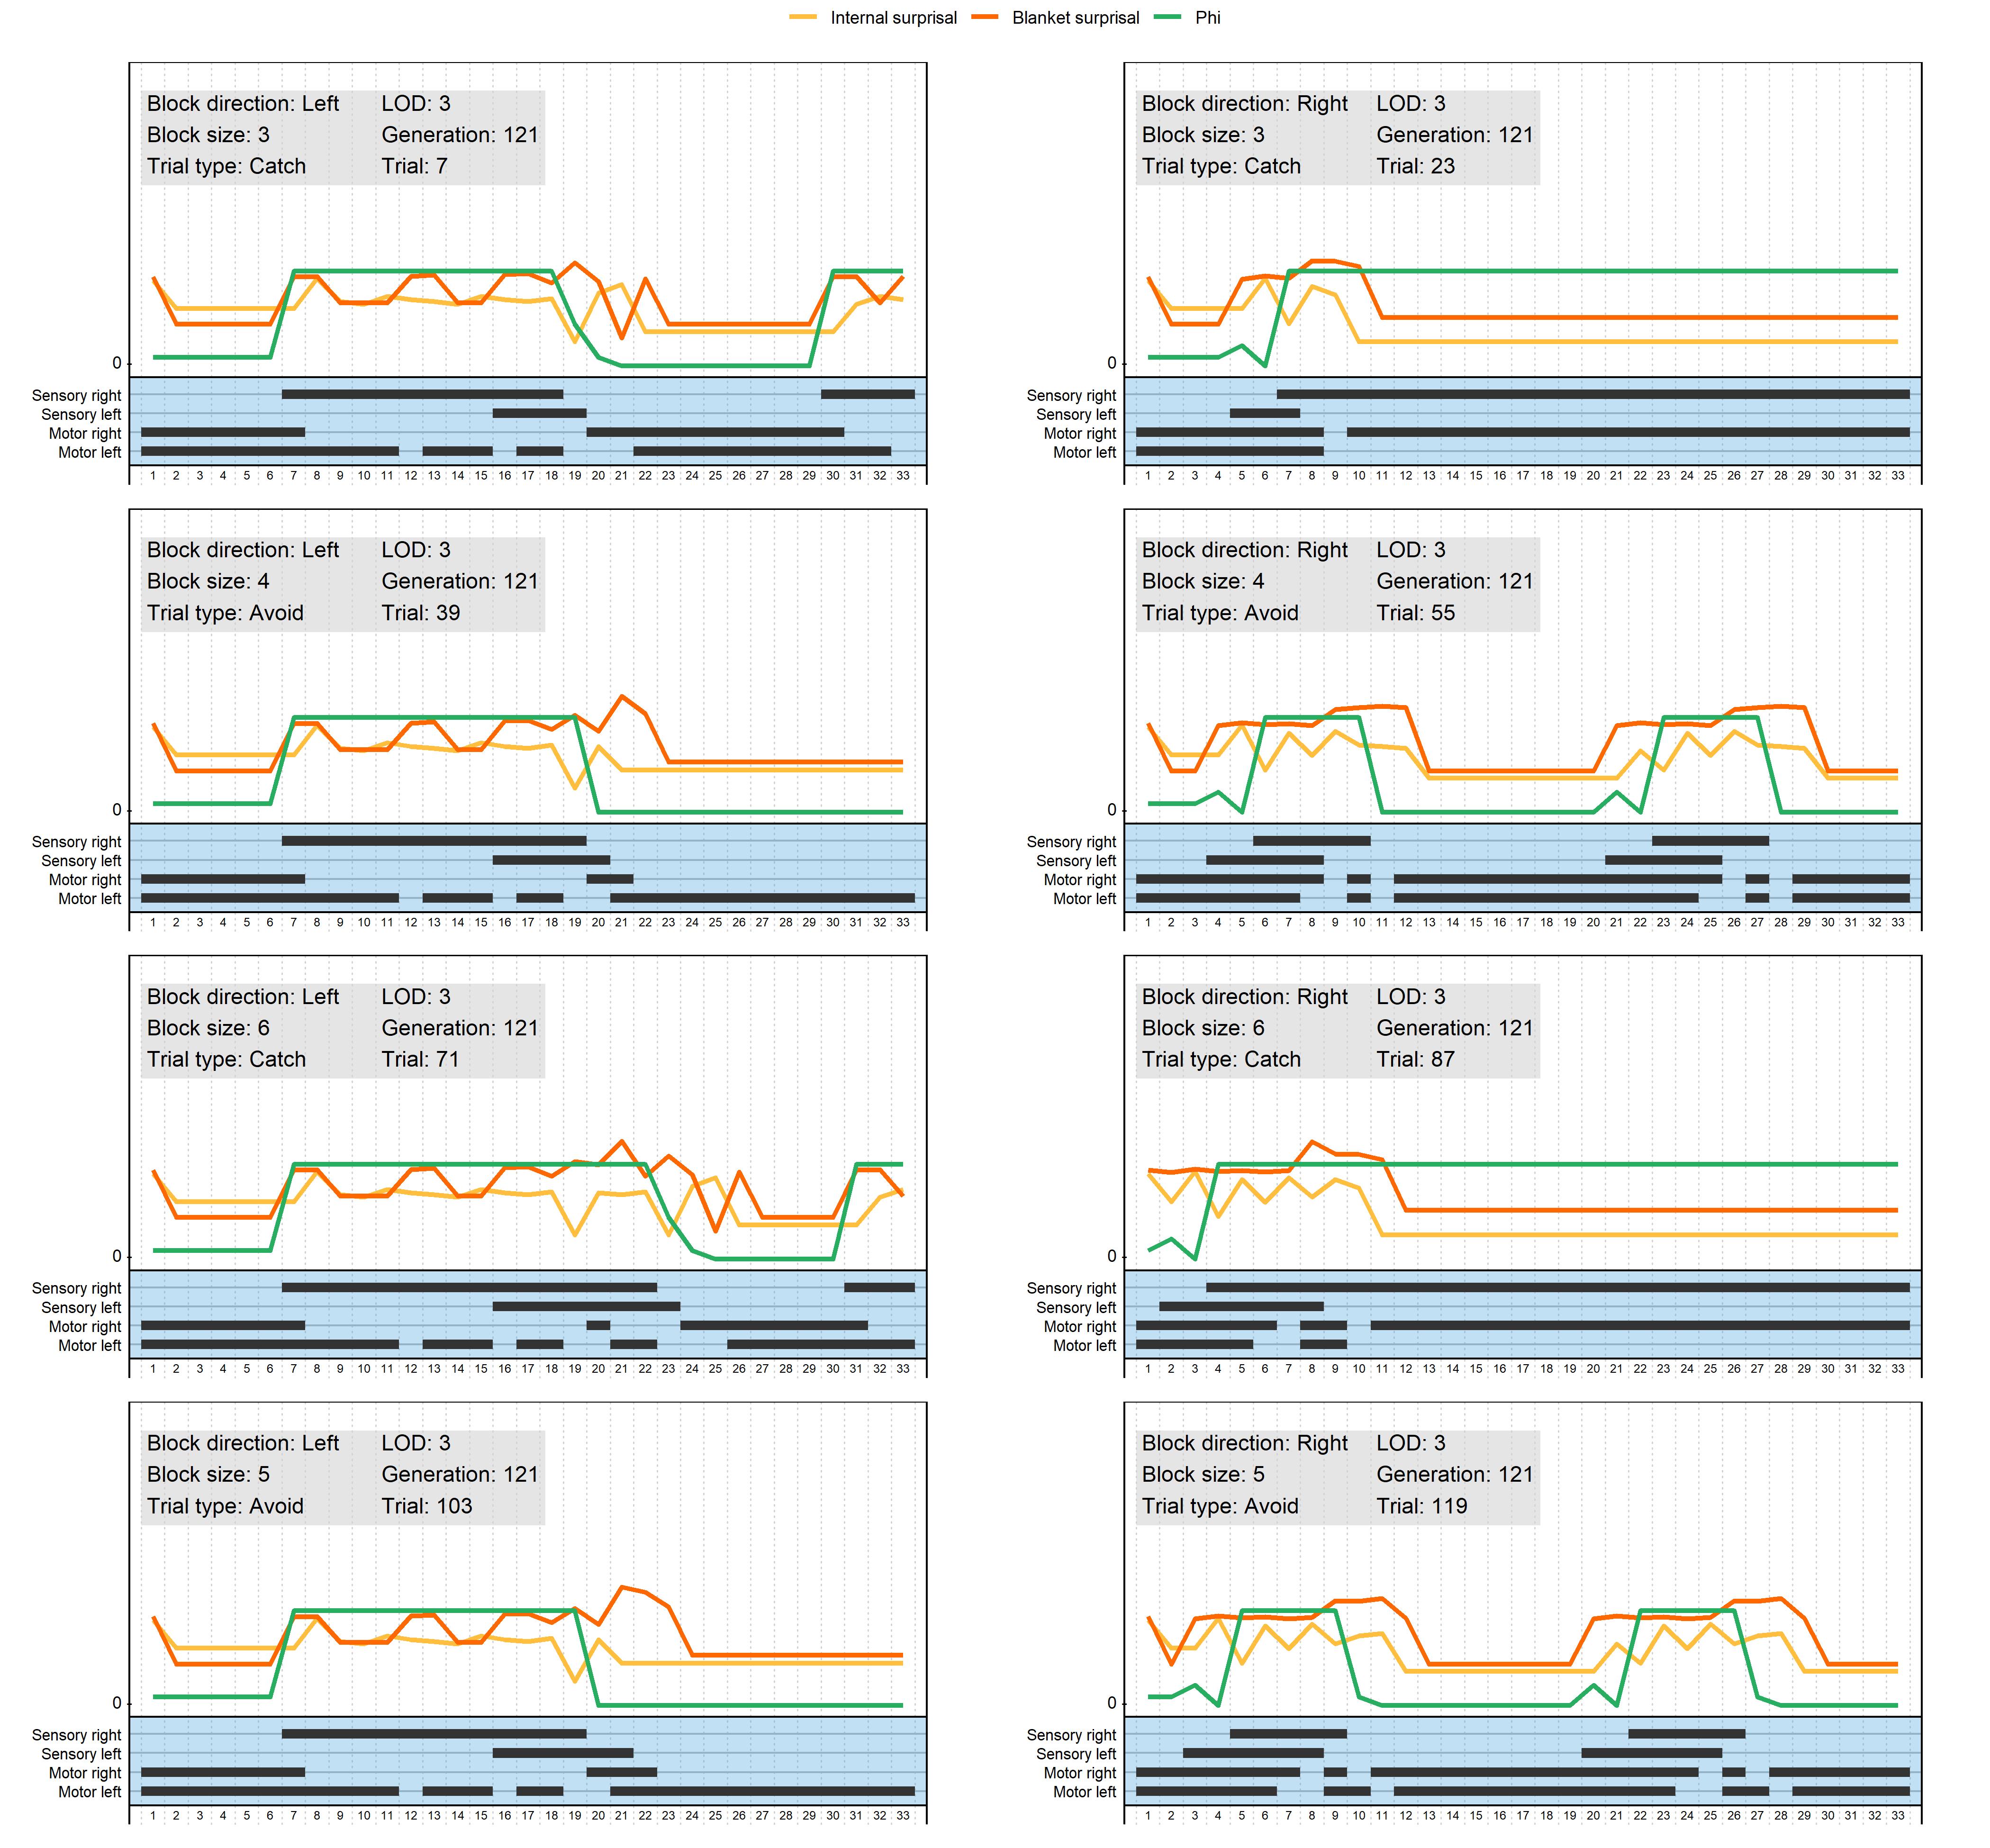 Internal surprisal Blanket surprisal Phi
Block direction: Left LOD: 3
Block size: 3 Generation: 121
Trial type: Catch Trial: 7
0
Sensory right
Sensory left
Motor right
Motor left
1 2 3 4 5 6 7 8 9 10 11 12 13 14 15 16 17 18 19 20 21 22 23 24 25 26 27 28 29 30 31 32 33
Block direction: Right LOD: 3
Block size: 3 Generation: 121
Trial type: Catch Trial: 23
0
Sensory right
Sensory left
Motor right
Motor left
1 2 3 4 5 6 7 8 9 10 11 12 13 14 15 16 17 18 19 20 21 22 23 24 25 26 27 28 29 30 31 32 33
Block direction: Left LOD: 3
Block size: 4 Generation: 121
Trial type: Avoid Trial: 39
0
Sensory right
Sensory left
Motor right
Motor left
1 2 3 4 5 6 7 8 9 10 11 12 13 14 15 16 17 18 19 20 21 22 23 24 25 26 27 28 29 30 31 32 33
Block direction: Right LOD: 3
Block size: 4 Generation: 121
Trial type: Avoid Trial: 55
0
Sensory right
Sensory left
Motor right
Motor left
1 2 3 4 5 6 7 8 9 10 11 12 13 14 15 16 17 18 19 20 21 22 23 24 25 26 27 28 29 30 31 32 33
Block direction: Left LOD: 3
Block size: 6 Generation: 121
Trial type: Catch Trial: 71
0
Sensory right
Sensory left
Motor right
Motor left
1 2 3 4 5 6 7 8 9 10 11 12 13 14 15 16 17 18 19 20 21 22 23 24 25 26 27 28 29 30 31 32 33
Block direction: Right LOD: 3
Block size: 6 Generation: 121
Trial type: Catch Trial: 87
0
Sensory right
Sensory left
Motor right
Motor left
1 2 3 4 5 6 7 8 9 10 11 12 13 14 15 16 17 18 19 20 21 22 23 24 25 26 27 28 29 30 31 32 33
Block direction: Left LOD: 3
Block size: 5 Generation: 121
Trial type: Avoid Trial: 103
0
Sensory right
Sensory left
Motor right
Motor left
1 2 3 4 5 6 7 8 9 10 11 12 13 14 15 16 17 18 19 20 21 22 23 24 25 26 27 28 29 30 31 32 33
Block direction: Right LOD: 3
Block size: 5 Generation: 121
Trial type: Avoid Trial: 119
0
Sensory right
Sensory left
Motor right
Motor left
1 2 3 4 5 6 7 8 9 10 11 12 13 14 15 16 17 18 19 20 21 22 23 24 25 26 27 28 29 30 31 32 33